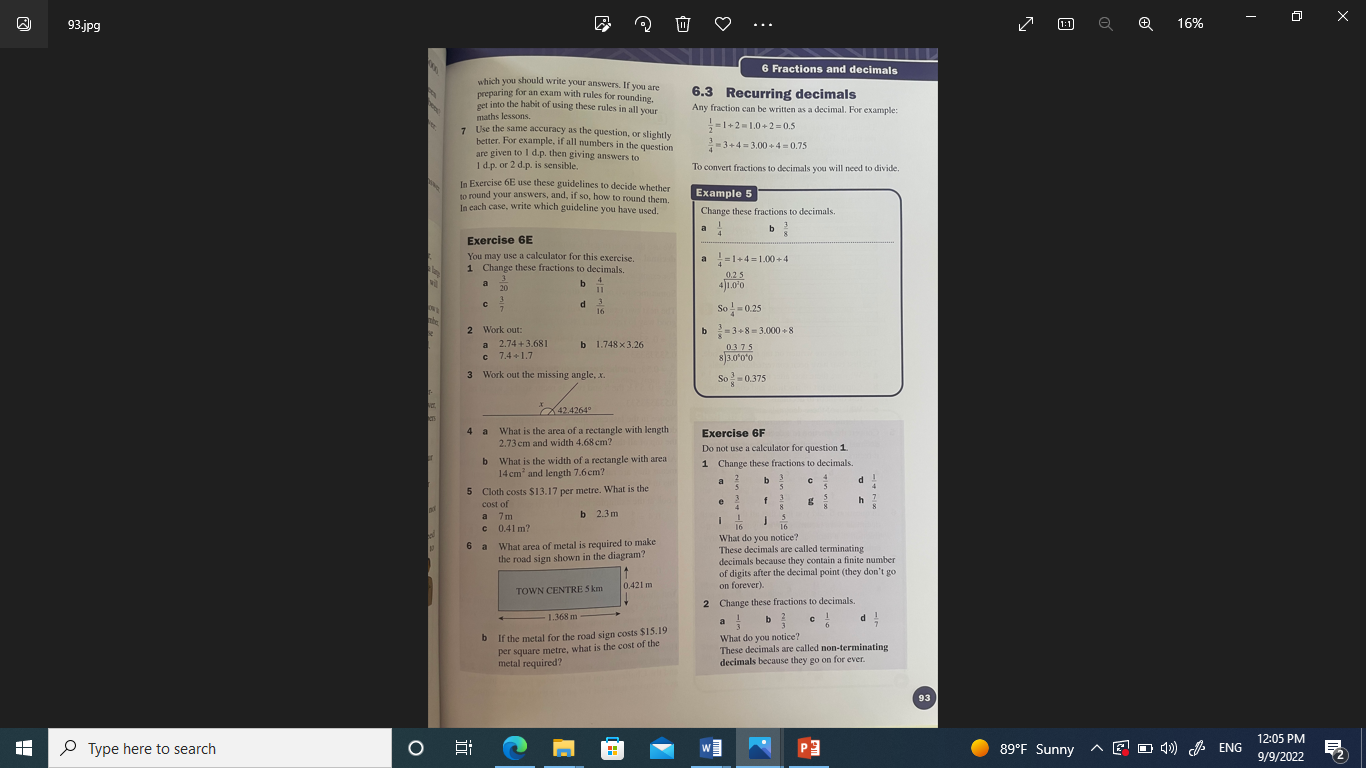 93.jpg
16%
6 Fractions and decimals
which you should write your answers. If you are
preparing for an exam with rules for rounding,
get into the habit of using these rules in all your
maths lessons.
7 Use the same accuracy as the question, or slightly
better. For example, if all numbers in the question
are given to 1 d.p. then giving answers to
1 d.p. or 2 d.p. is sensible.
In Exercise 6E use these guidelines to decide whether
to round your answers, and, if so, how to round them.
In each case, write which guideline you have used.
Exercise 6E
You may use a calculator for this exercise.
1 Change these fractions to decimals.
a 3/20 b 4/11
c 3/7 d 3/16
2 Work out:
a 2.74 ÷ 3.681 b 1.748 × 3.26
c 7.4 ÷ 1.7
3 Work out the missing angle, x.
x 42.4264°
4 a What is the area of a rectangle with length
2.73 cm and width 4.68 cm?
b What is the width of a rectangle with area
14 cm² and length 7.6 cm?
5 Cloth costs $13.17 per metre. What is the
cost of
a 7 m b 2.3 m
c 0.41 m?
6 a What area of metal is required to make
the road sign shown in the diagram?
TOWN CENTRE 5 km 0.421 m
1.368 m
b If the metal for the road sign costs $15.19
per square metre, what is the cost of the
metal required?
6.3 Recurring decimals
Any fraction can be written as a decimal. For example:
1/2 = 1 ÷ 2 = 1.0 ÷ 2 = 0.5
3/4 = 3 ÷ 4 = 3.00 ÷ 4 = 0.75
To convert fractions to decimals you will need to divide.
Example 5
Change these fractions to decimals.
a 1/4 b 3/8
a 1/4 = 1 ÷ 4 = 1.00 ÷ 4
0.2 5
4)1.0²0
So 1/4 = 0.25
b 3/8 = 3 ÷ 8 = 3.000 ÷ 8
0.3 7 5
8)3.0⁶0⁴0
So 3/8 = 0.375
Exercise 6F
Do not use a calculator for question 1.
1 Change these fractions to decimals.
a 2/5 b 3/5 c 4/5 d 1/4
e 3/4 f 3/8 g 5/8 h 7/8
i 1/16 j 5/16
What do you notice?
These decimals are called terminating
decimals because they contain a finite number
of digits after the decimal point (they don't go
on forever).
2 Change these fractions to decimals.
a 1/3 b 2/3 c 1/6 d 1/7
What do you notice?
These decimals are called non-terminating
decimals because they go on for ever.
93
Type here to search
89°F Sunny
ENG
12:05 PM
9/9/2022
2